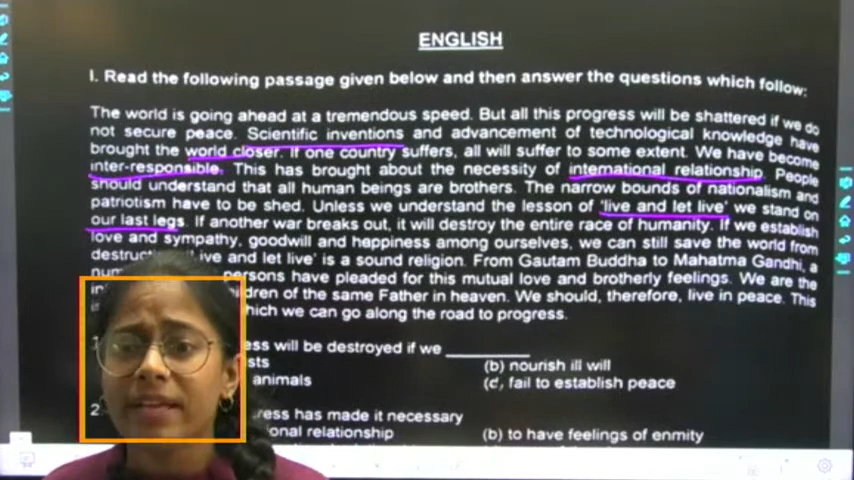 ENGLISH
I. Read the following passage given below and then answer the questions which follow:
The world is going ahead at a tremendous speed. But all this progress will be shattered if we do
not secure peace. Scientific inventions and advancement of technological knowledge have
brought the world closer. If one country suffers, all will suffer to some extent. We have become
inter-responsible. This has brought about the necessity of international relationship. People
should understand that all human beings are brothers. The narrow bounds of nationalism and
patriotism have to be shed. Unless we understand the lesson of 'live and let live' we stand on
our last legs. If another war breaks out, it will destroy the entire race of humanity. If we establish
love and sympathy, goodwill and happiness among ourselves, we can still save the world from
live and let live' is a sound religion. From Gautam Buddha to Mahatma Gandhi, a
persons have pleaded for this mutual love and brotherly feelings. We are the
of the same Father in heaven. We should, therefore, live in peace. This
which we can go along the road to progress.
will be destroyed if we
(b) nourish ill will
animals
(c) fail to establish peace
2
has made it necessary
relationship
(b) to have feelings of enmity